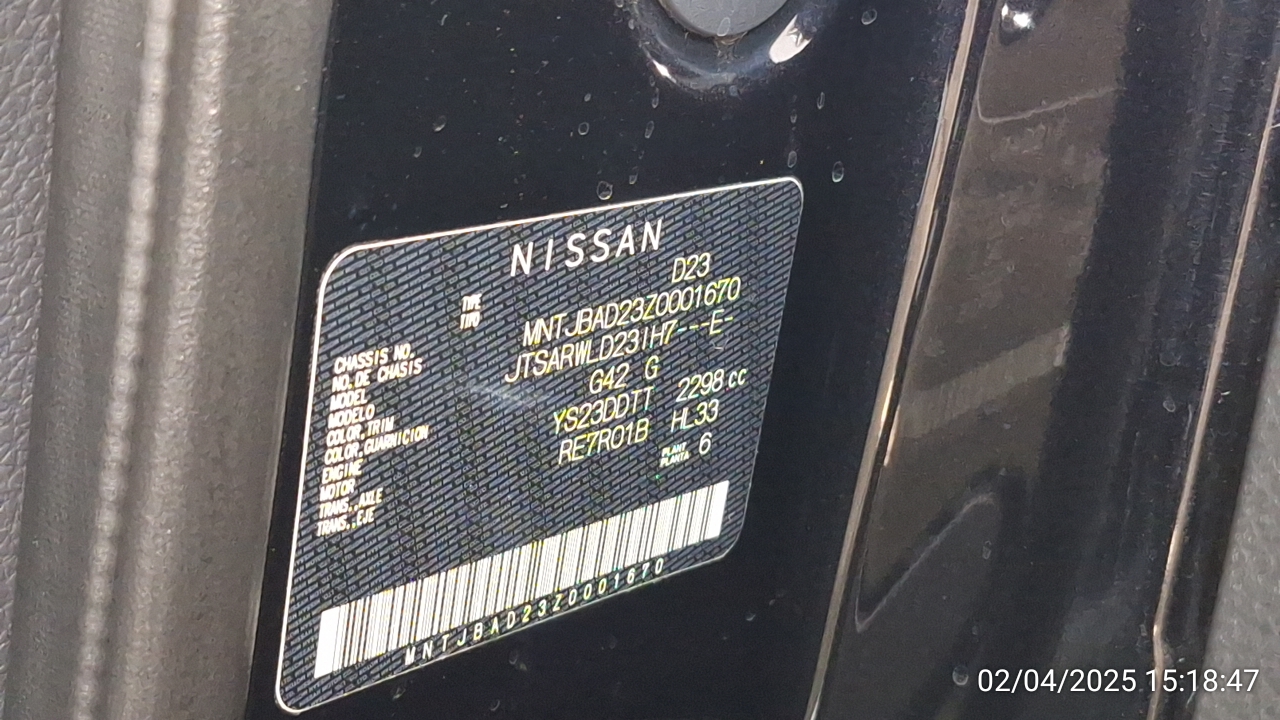 NISSAN
TYPE D23
TIPO
CHASSIS NO. MNTJBAD23Z0001670
NO. DE CHASIS
MODEL JTSARWLD23IH7---E-
MODELO
COLOR,TRIM G42 G
COLOR,GUARNICION
ENGINE YS23DDTT 2298 cc
MOTOR
TRANS.,AXLE RE7R01B HL33
TRANS.,EJE
PLANT 6
PLANTA
MNTJBAD23Z0001670
02/04/2025 15:18:47